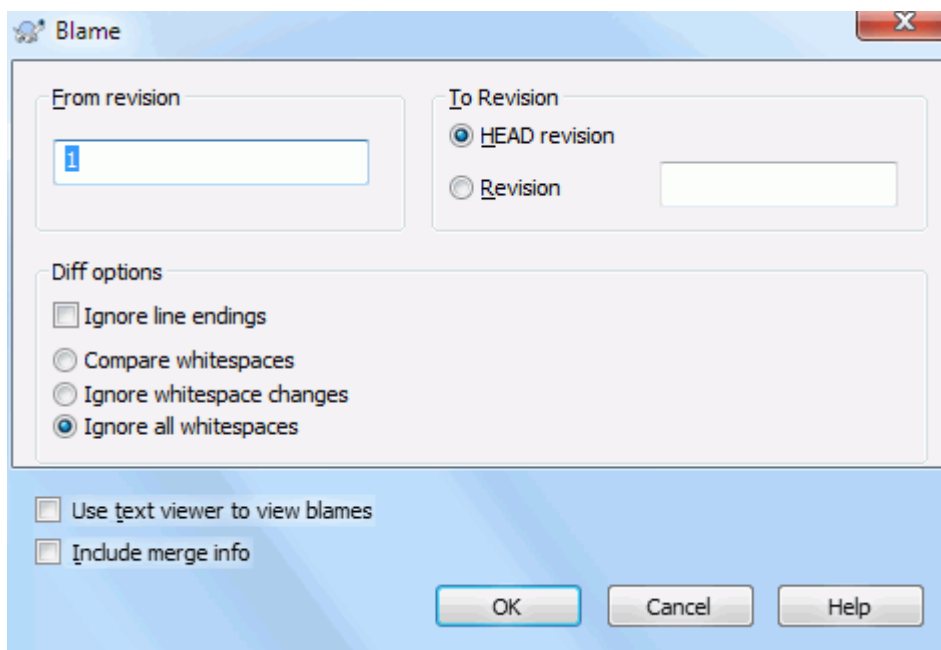 Blame
X
From revision
1
To Revision
HEAD revision
Revision
Diff options
Ignore line endings
Compare whitespaces
Ignore whitespace changes
Ignore all whitespaces
Use text viewer to view blames
Include merge info
OK Cancel Help